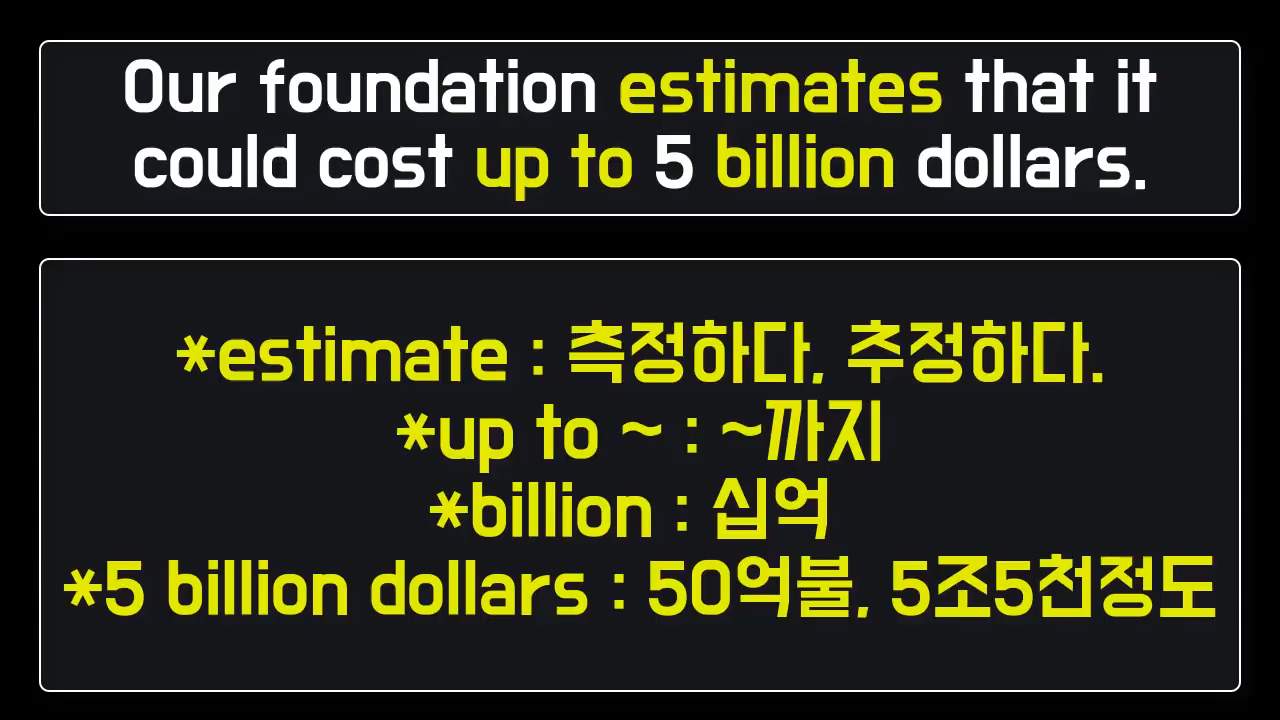 Our foundation estimates that it
could cost up to 5 billion dollars.
*estimate : 측정하다, 추정하다.
*up to ~ : ~까지
*billion : 십억
*5 billion dollars : 50억불, 5조5천정도